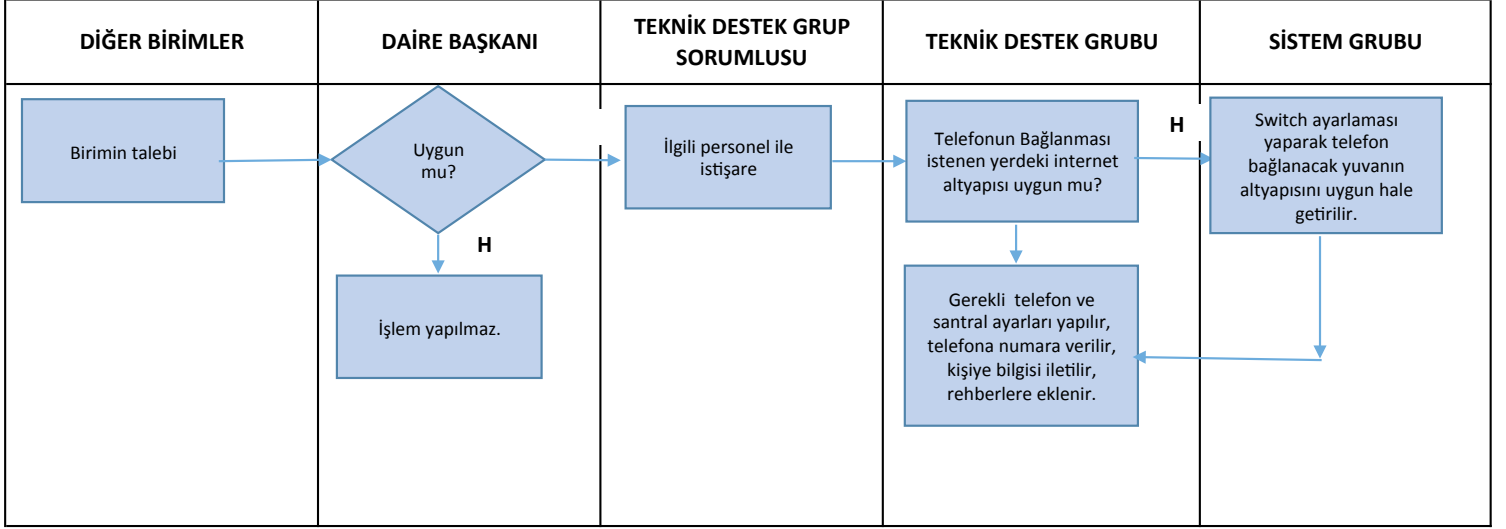 DİĞER BİRİMLER
DAİRE BAŞKANI
TEKNİK DESTEK GRUP
SORUMLUSU
TEKNİK DESTEK GRUBU
SİSTEM GRUBU
Birimin talebi
Uygun
mu?
H
İşlem yapılmaz.
İlgili personel ile
istişare
Telefonun Bağlanması
istenen yerdeki internet
altyapısı uygun mu?
H
Switch ayarlaması
yaparak telefon
bağlanacak yuvanın
altyapısını uygun hale
getirilir.
Gerekli telefon ve
santral ayarları yapılır,
telefona numara verilir,
kişiye bilgisi iletilir,
rehberlere eklenir.